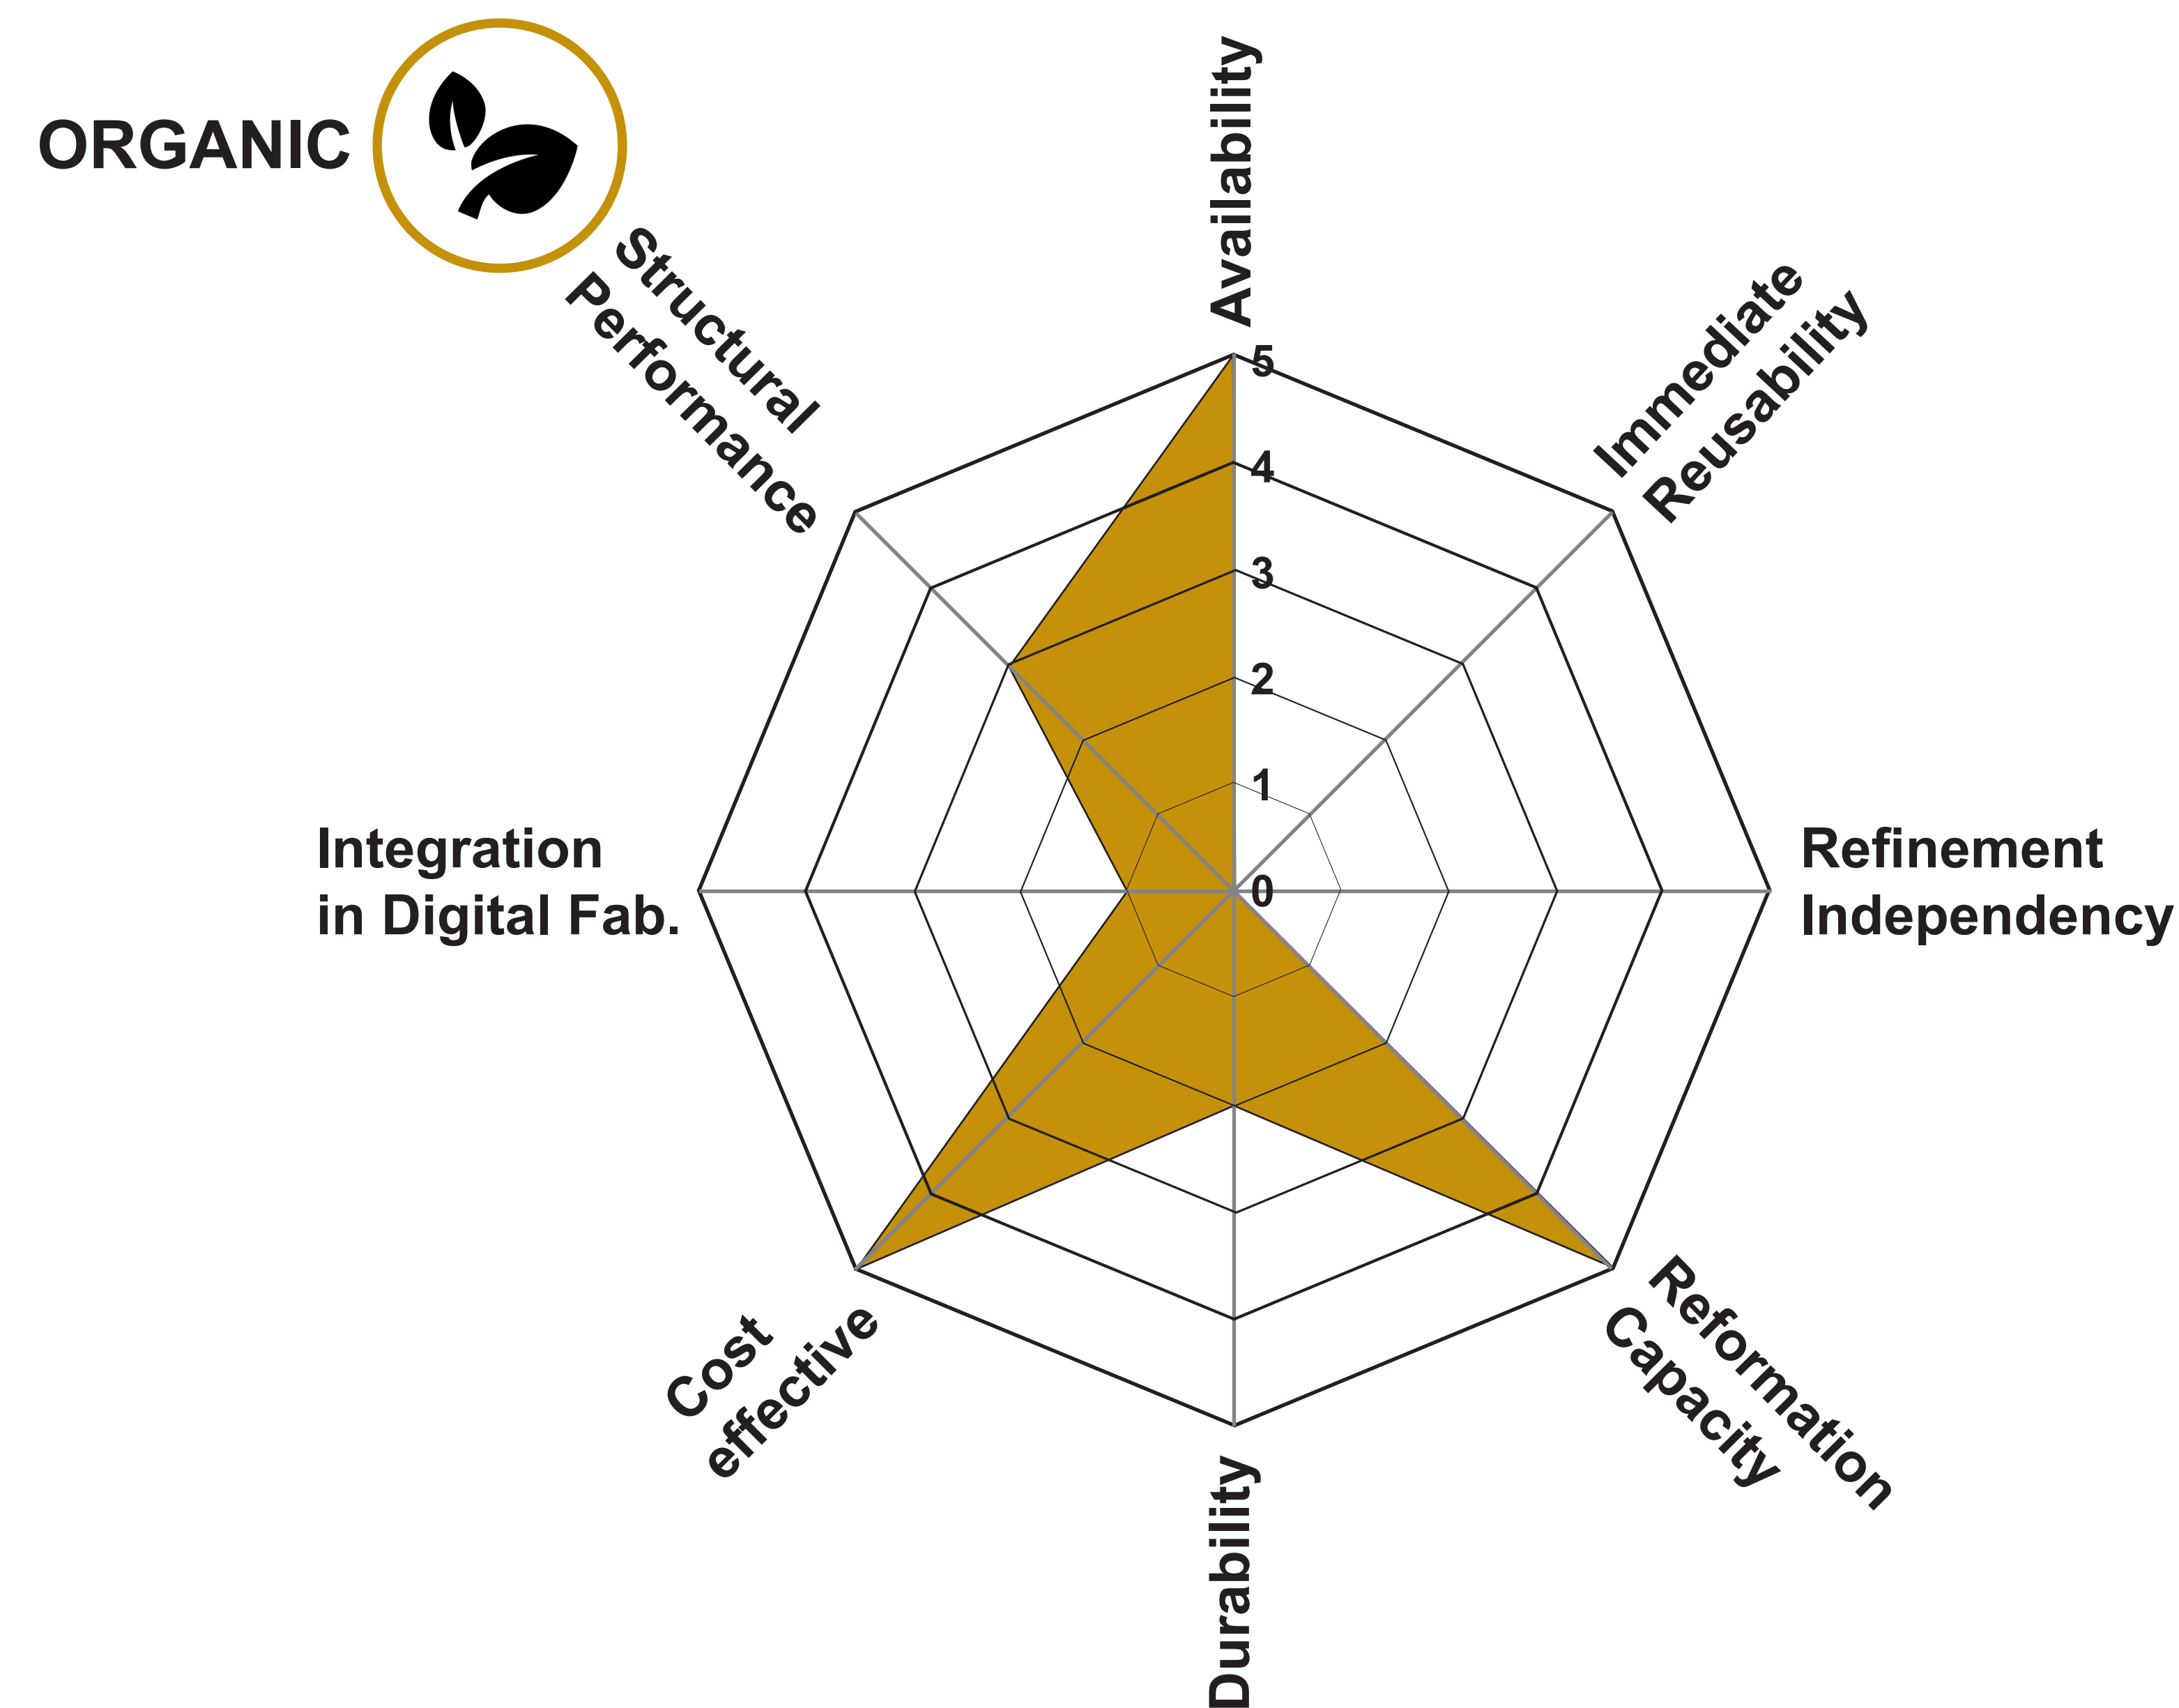 ORGANIC
Availability
Structural
Performance
Immediate
Reusability
5
4
3
2
1
0
Integration
in Digital Fab.
Refinement
Independency
Cost
effective
Reformation
Capacity
Durability